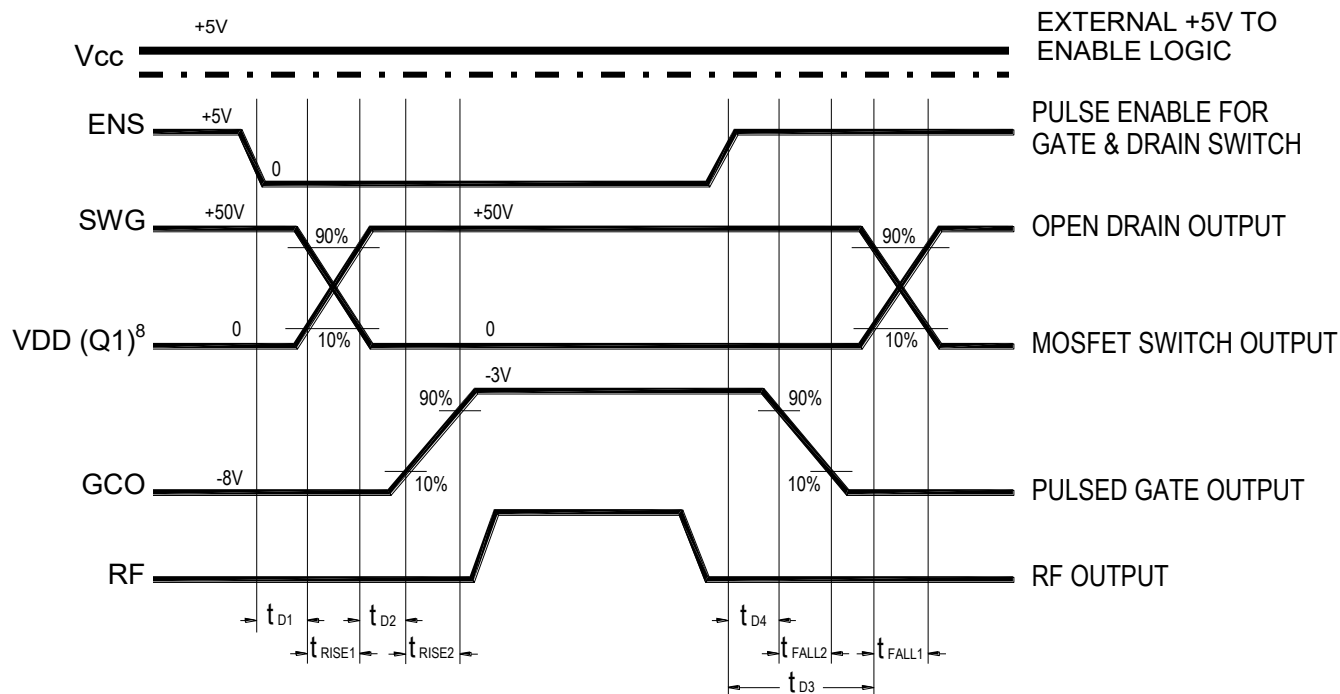 +5V
EXTERNAL +5V TO
Vcc
ENABLE LOGIC
ENS
+5V
0
PULSE ENABLE FOR
GATE & DRAIN SWITCH
SWG
+50V
+50V
OPEN DRAIN OUTPUT
90%
90%
VDD (Q1)8
0
10%
0
10%
MOSFET SWITCH OUTPUT
-3V
90%
90%
GCO
-8V
10%
10%
PULSED GATE OUTPUT
RF
RF OUTPUT
tD1
tD2
tD4
tRISE1
tRISE2
tFALL2
tFALL1
tD3